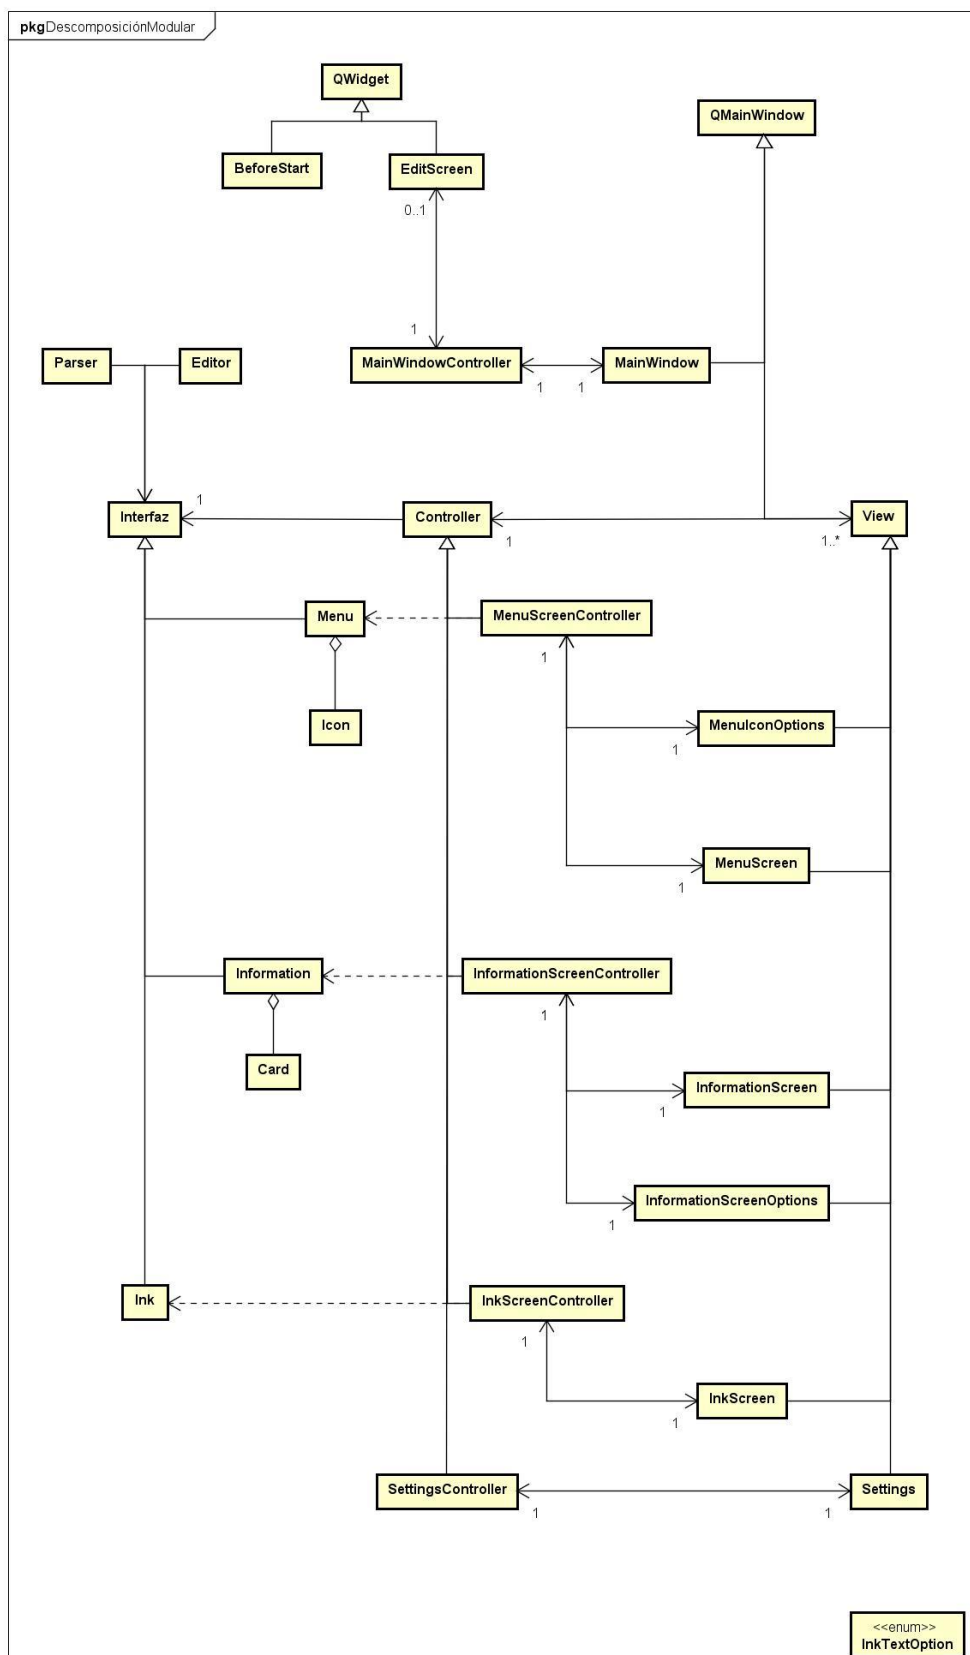 pkgDescomposiciónModular
QWidget
QMainWindow
BeforeStart
EditScreen
0..1
1
Parser
Editor
MainWindowController
MainWindow
1
1
1
Interfaz
Controller
View
1
1..*
Menu
MenuScreenController
1
Icon
MenuIconOptions
1
MenuScreen
1
Information
InformationScreenController
1
Card
InformationScreen
1
InformationScreenOptions
1
Ink
InkScreenController
1
InkScreen
1
SettingsController
Settings
1
1
<<enum>>
InkTextOption